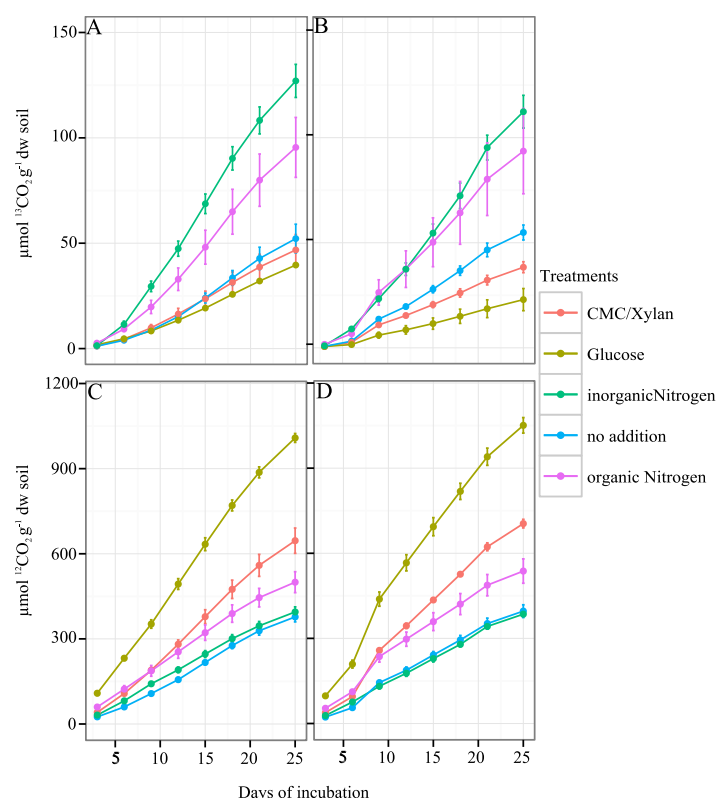 A
B
150
100
50
0
µmol ¹³CO₂ g⁻¹ dw soil
Treatments
CMC/Xylan
Glucose
inorganicNitrogen
no addition
organic Nitrogen
C
D
1200
900
600
300
0
µmol ¹²CO₂ g⁻¹ dw soil
5 10 15 20 25
5 10 15 20 25
Days of incubation